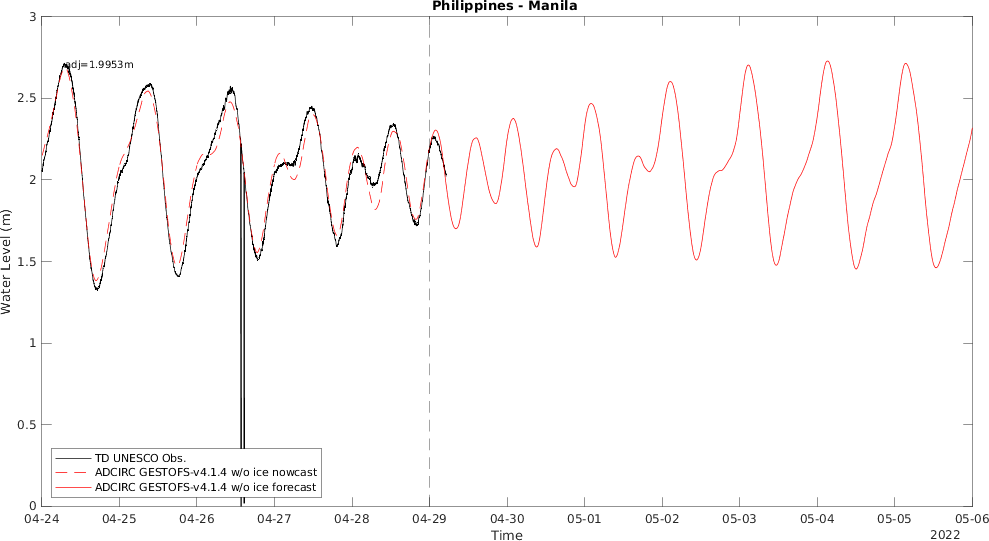 Philippines - Manila
3
adj=1.9953m
2.5
2
1.5
1
0.5
0
Water Level (m)
TD UNESCO Obs.
ADCIRC GESTOFS-v4.1.4 w/o ice nowcast
ADCIRC GESTOFS-v4.1.4 w/o ice forecast
04-24 04-25 04-26 04-27 04-28 04-29 04-30 05-01 05-02 05-03 05-04 05-05 05-06
Time
2022